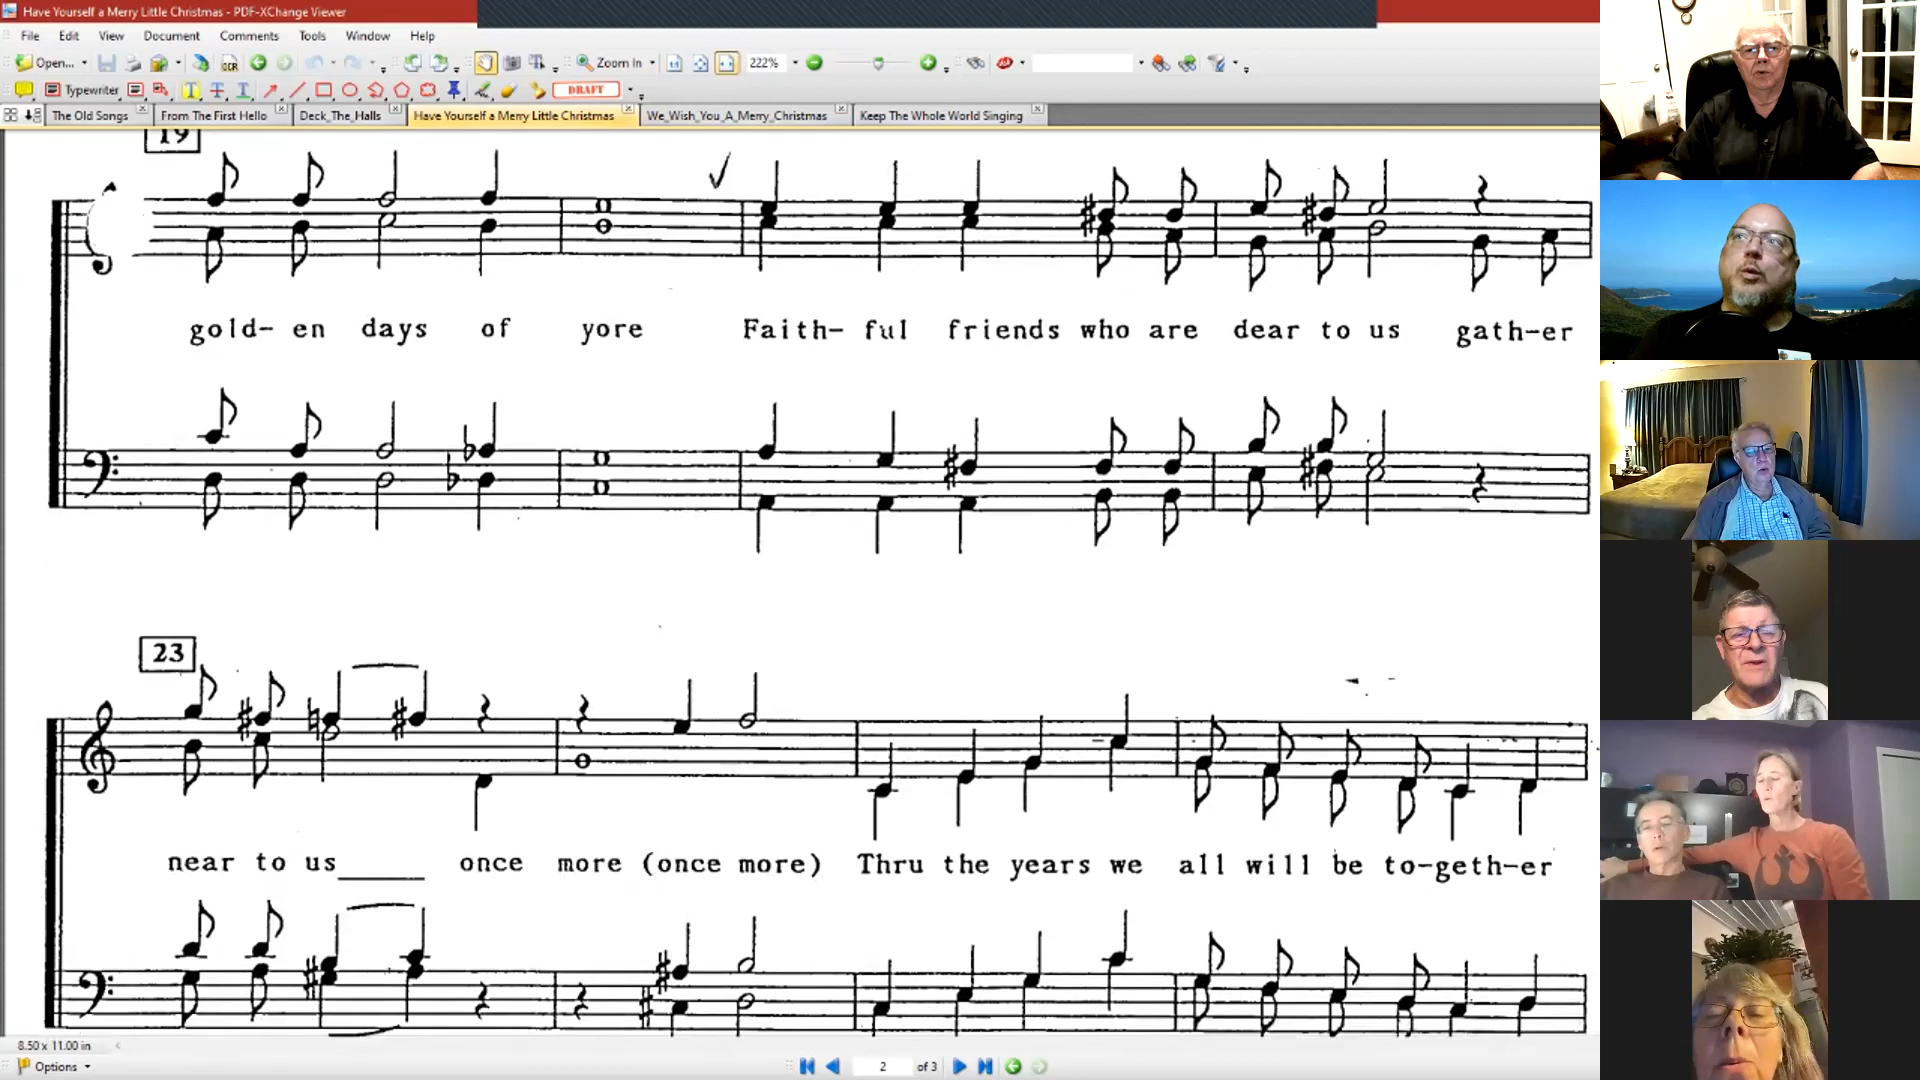 Have Yourself a Merry Little Christmas - PDF-XChange Viewer
File Edit View Document Comments Tools Window Help
Open... OCR Zoom In 222%
Typewriter DRAFT
The Old Songs From The First Hello Deck_The_Halls Have Yourself a Merry Little Christmas We_Wish_You_A_Merry_Christmas Keep The Whole World Singing
19
gold- en days of yore Faith- ful friends who are dear to us gath-er
23
near to us_____ once more (once more) Thru the years we all will be to-geth-er
8.50 x 11.00 in
Options 2 of 3